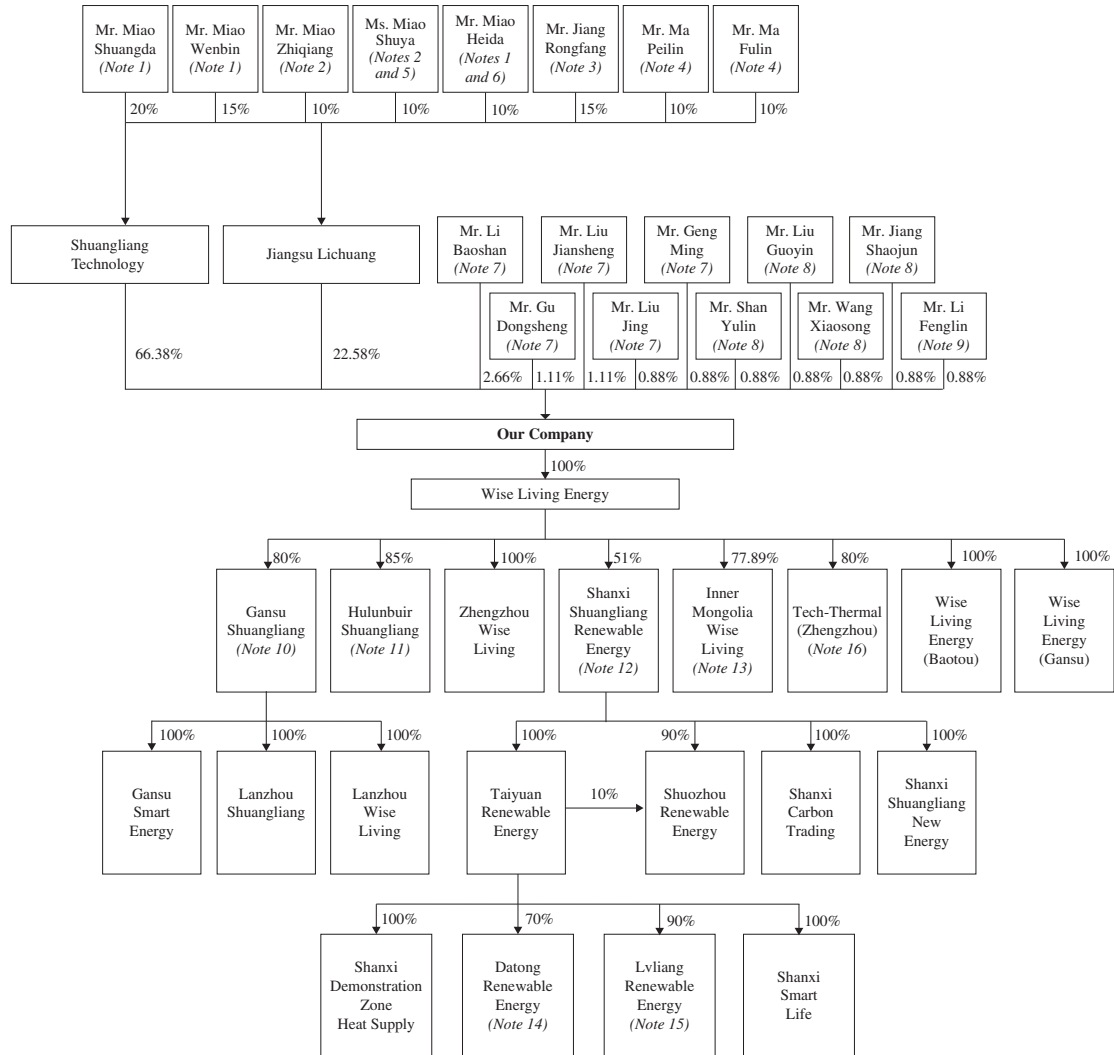 Mr. Miao
Shuangda
(Note 1)
Mr. Miao
Wenbin
(Note 1)
Mr. Miao
Zhiqiang
(Note 2)
Ms. Miao
Shuya
(Notes 2
and 5)
Mr. Miao
Heida
(Notes 1
and 6)
Mr. Jiang
Rongfang
(Note 3)
Mr. Ma
Peilin
(Note 4)
Mr. Ma
Fulin
(Note 4)
20%
15%
10%
10%
10%
15%
10%
10%
Shuangliang
Technology
Jiangsu Lichuang
Mr. Li
Baoshan
(Note 7)
Mr. Liu
Jiansheng
(Note 7)
Mr. Geng
Ming
(Note 7)
Mr. Liu
Guoyin
(Note 8)
Mr. Jiang
Shaojun
(Note 8)
Mr. Gu
Dongsheng
(Note 7)
Mr. Liu
Jing
(Note 7)
Mr. Shan
Yulin
(Note 8)
Mr. Wang
Xiaosong
(Note 8)
Mr. Li
Fenglin
(Note 9)
66.38%
22.58%
2.66%
1.11%
1.11%
0.88%
0.88%
0.88%
0.88%
0.88%
0.88%
0.88%
Our Company
100%
Wise Living Energy
80%
85%
100%
51%
77.89%
80%
100%
100%
Gansu
Shuangliang
(Note 10)
Hulunbuir
Shuangliang
(Note 11)
Zhengzhou
Wise
Living
Shanxi
Shuangliang
Renewable
Energy
(Note 12)
Inner
Mongolia
Wise
Living
(Note 13)
Tech-Thermal
(Zhengzhou)
(Note 16)
Wise
Living
Energy
(Baotou)
Wise
Living
Energy
(Gansu)
100%
100%
100%
100%
90%
100%
100%
Gansu
Smart
Energy
Lanzhou
Shuangliang
Lanzhou
Wise
Living
Taiyuan
Renewable
Energy
10%
Shuozhou
Renewable
Energy
Shanxi
Carbon
Trading
Shanxi
Shuangliang
New
Energy
100%
70%
90%
100%
Shanxi
Demonstration
Zone
Heat Supply
Datong
Renewable
Energy
(Note 14)
Lvliang
Renewable
Energy
(Note 15)
Shanxi
Smart
Life